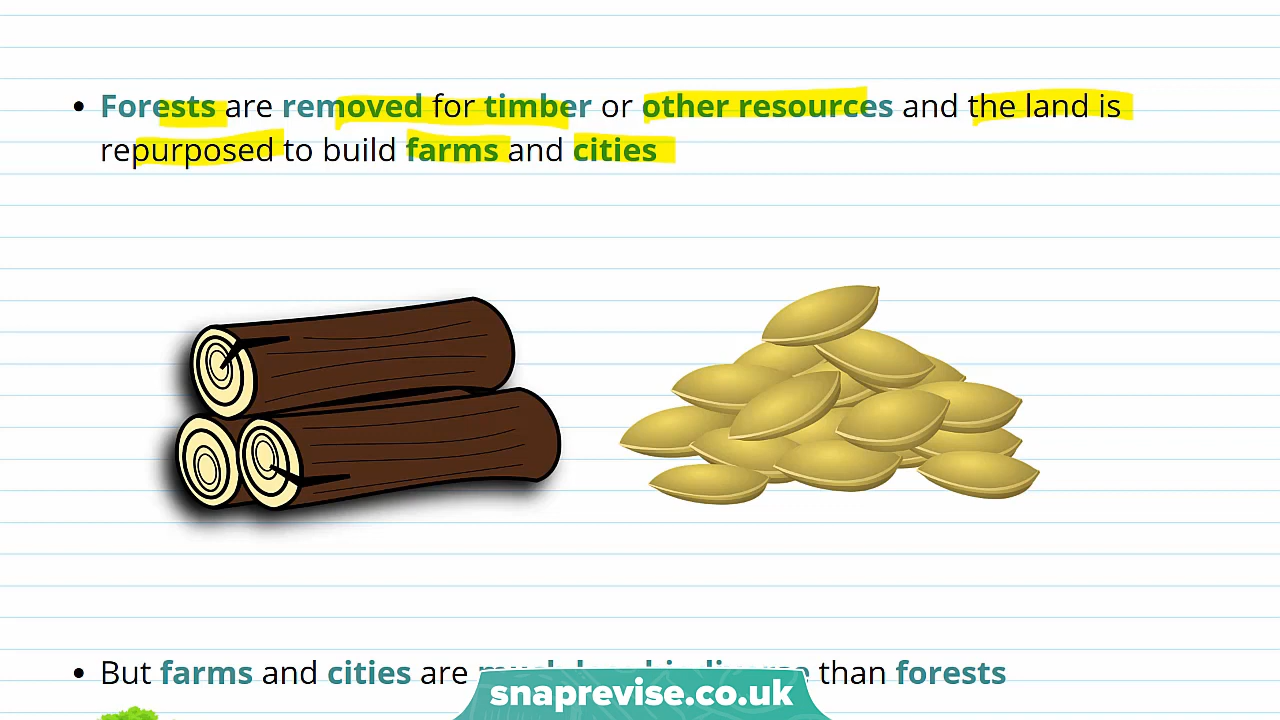 Forests are removed for timber or other resources and the land is
repurposed to build farms and cities
But farms and cities are than forests
snaprevise.co.uk